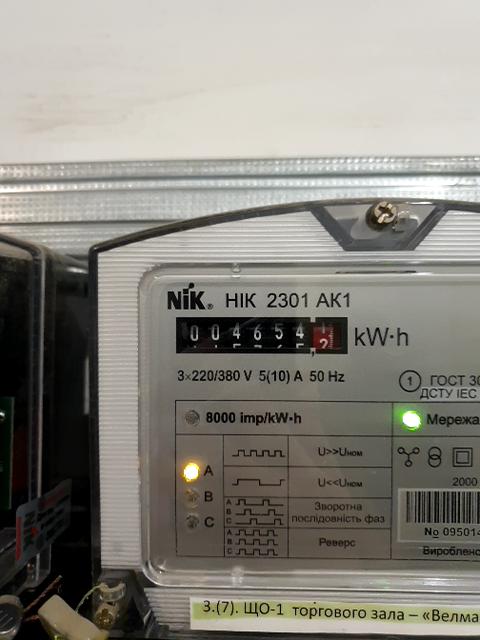 NiK® НІК 2301 АК1
004654 kW·h
3×220/380 V 5(10) A 50 Hz
1 ГОСТ 30
ДСТУ IEC
8000 imp/kW·h
Мережа
A
B
C
U>>Uном
U<<Uном
A
B
C
Зворотна
послідовність фаз
A
B
C
Реверс
2000
№ 095014
Вироблено
3.(7). ЩО-1 торгового зала – «Велма